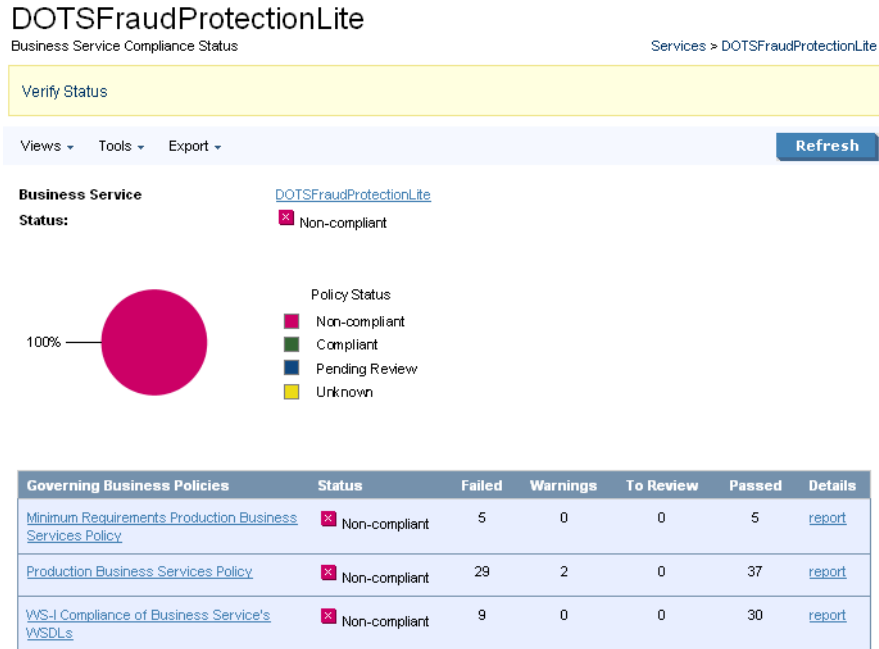 DOTSFraudProtectionLite
Business Service Compliance Status
Services > DOTSFraudProtectionLite
Verify Status
Views Tools Export Refresh
Business Service DOTSFraudProtectionLite
Status: Non-compliant
Policy Status
100%
Non-compliant
Compliant
Pending Review
Unknown
Governing Business Policies Status Failed Warnings To Review Passed Details
Minimum Requirements Production Business
Services Policy
Non-compliant 5 0 0 5 report
Production Business Services Policy Non-compliant 29 2 0 37 report
WS-I Compliance of Business Service's
WSDLs
Non-compliant 9 0 0 30 report